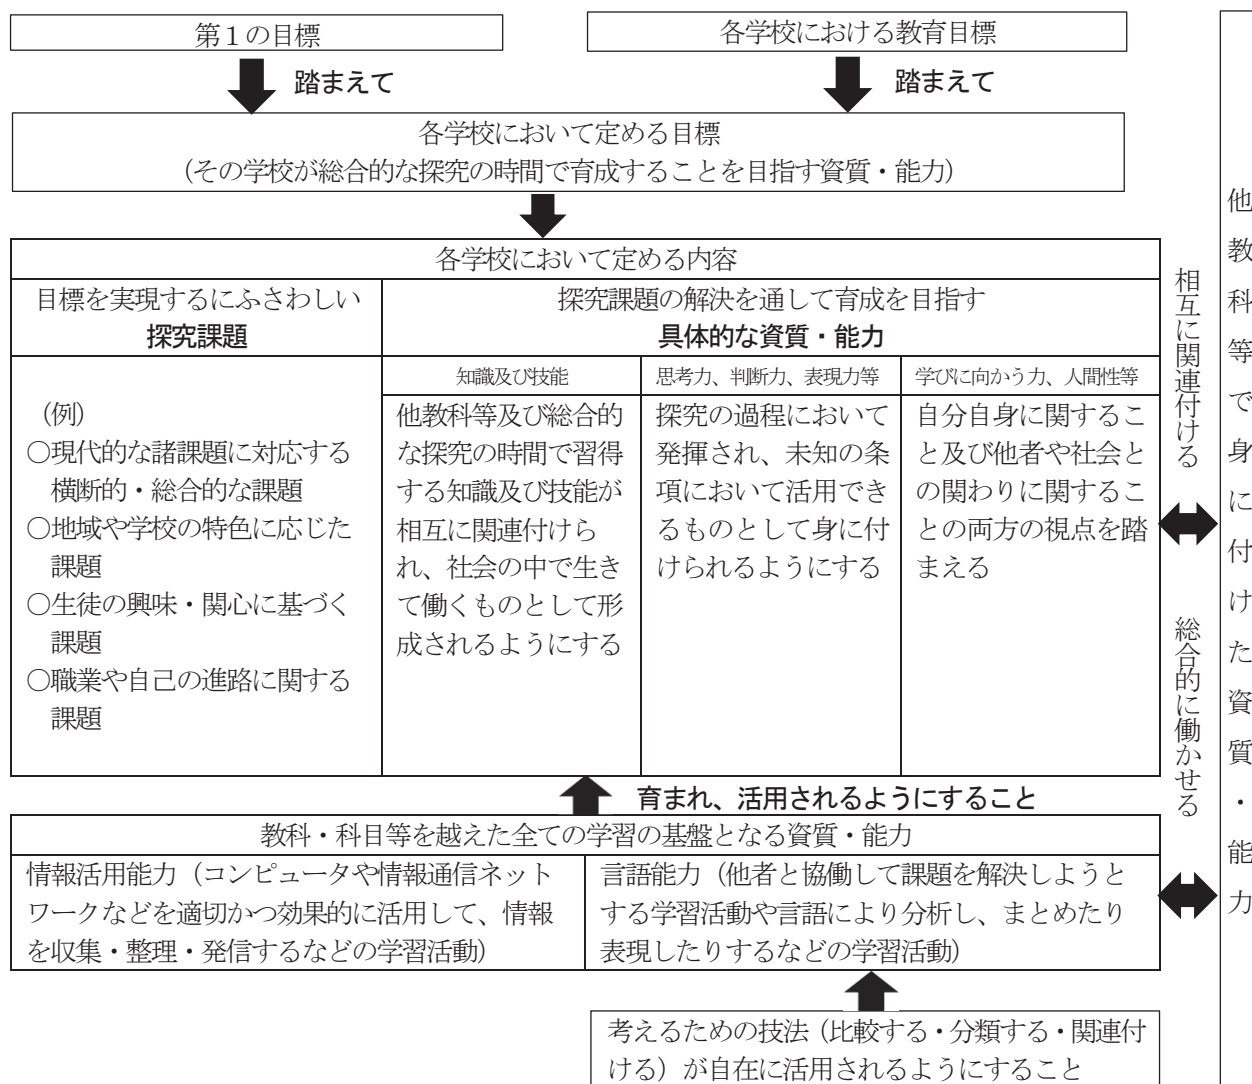 第1の目標
各学校における教育目標
踏まえて
踏まえて
各学校において定める目標
(その学校が総合的な探究の時間で育成することを目指す資質・能力)
各学校において定める内容
目標を実現するにふさわしい
探究課題
探究課題の解決を通して育成を目指す
具体的な資質・能力
知識及び技能
思考力、判断力、表現力等
学びに向かう力、人間性等
(例)
○現代的な諸課題に対応する
横断的・総合的な課題
○地域や学校の特色に応じた
課題
○生徒の興味・関心に基づく
課題
○職業や自己の進路に関する
課題
他教科等及び総合的
な探究の時間で習得
する知識及び技能が
相互に関連付けら
れ、社会の中で生き
て働くものとして形
成されるようにする
探究の過程において
発揮され、未知の条
項において活用でき
るものとして身に付
けられるようにする
自分自身に関するこ
と及び他者や社会と
の関わりに関するこ
との両方の視点を踏
まえる
相互に関連付ける
総合的に働かせる
他教科等で身に付けた資質・能力
育まれ、活用されるようにすること
教科・科目等を越えた全ての学習の基盤となる資質・能力
情報活用能力(コンピュータや情報通信ネット
ワークなどを適切かつ効果的に活用して、情報
を収集・整理・発信するなどの学習活動)
言語能力(他者と協働して課題を解決しようと
する学習活動や言語により分析し、まとめたり
表現したりするなどの学習活動)
考えるための技法(比較する・分類する・関連付
ける)が自在に活用されるようにすること